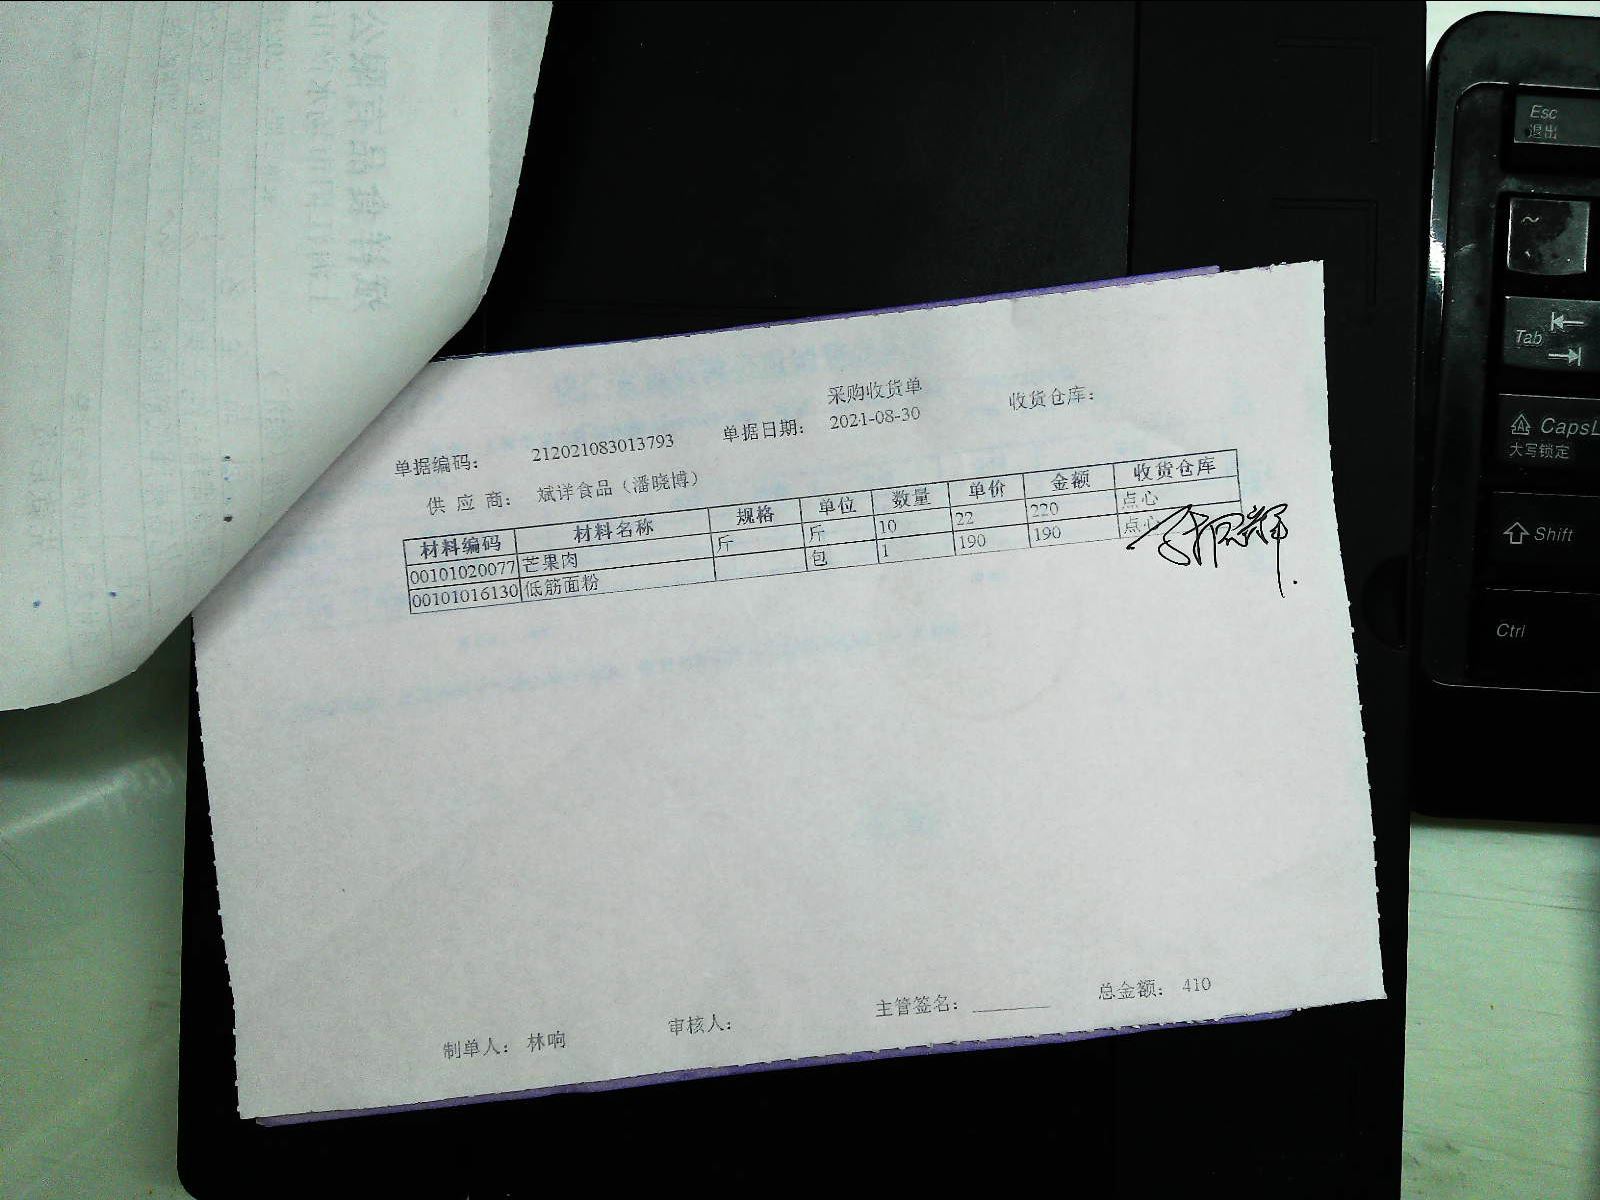 采购收货单
单据编码： 212021083013793 单据日期： 2021-08-30 收货仓库：
供 应 商： 斌详食品（潘晓博）
材料编码 材料名称 规格 单位 数量 单价 金额 收货仓库
00101020077 芒果肉 斤 斤 10 22 220 点心
00101016130 低筋面粉 包 1 190 190 点心
制单人： 林响 审核人： 主管签名： ________ 总金额： 410
Esc
退出
~
Tab
CapsL
大写锁定
Shift
Ctrl